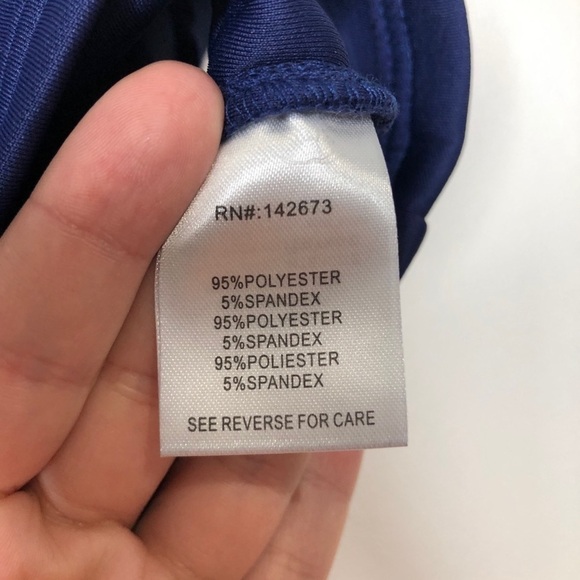 RN#:142673
95%POLYESTER
5%SPANDEX
95%POLYESTER
5%SPANDEX
95%POLIESTER
5%SPANDEX
SEE REVERSE FOR CARE